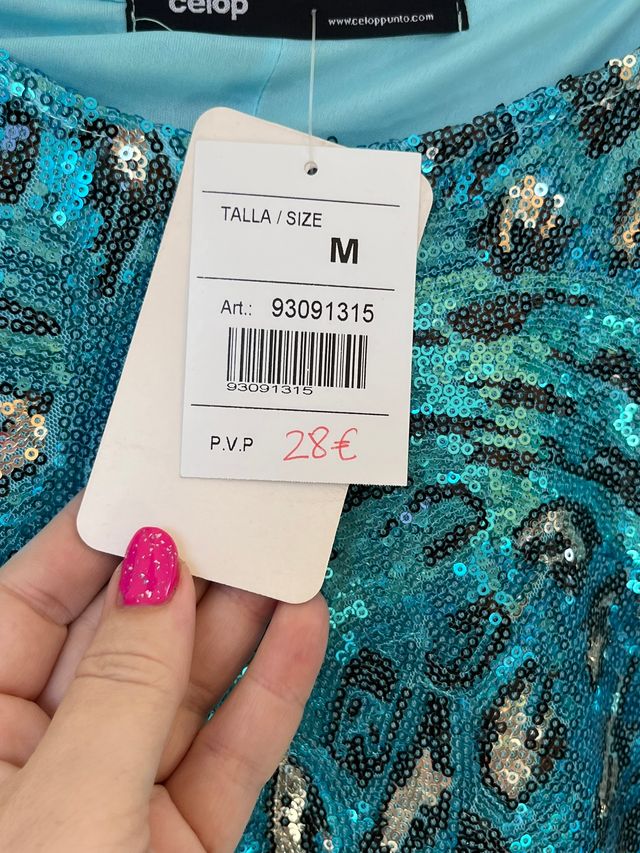 celop
www.celoppunto.com
TALLA / SIZE
M
Art.: 93091315
93091315
P.V.P 28€